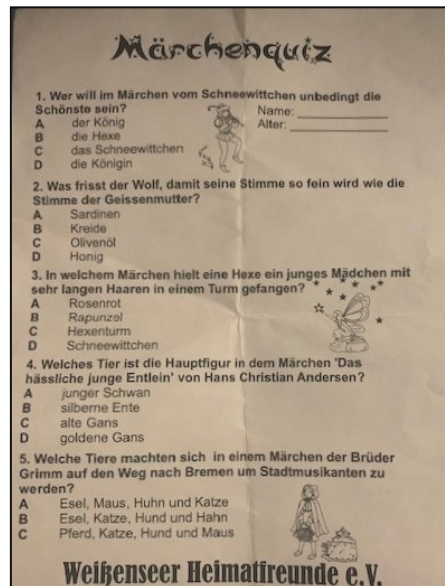 Märchenquiz
1. Wer will im Märchen vom Schneewittchen unbedingt die
Schönste sein?
Name:
Alter:
A der König
B die Hexe
C das Schneewittchen
D die Königin
2. Was frisst der Wolf, damit seine Stimme so fein wird wie die
Stimme der Geissenmutter?
A Sardinen
B Kreide
C Olivenöl
D Honig
3. In welchem Märchen hielt eine Hexe ein junges Mädchen mit
sehr langen Haaren in einem Turm gefangen?
A Rosenrot
B Rapunzel
C Hexenturm
D Schneewittchen
4. Welches Tier ist die Hauptfigur in dem Märchen 'Das
hässliche junge Entlein' von Hans Christian Andersen?
A junger Schwan
B silberne Ente
C alte Gans
D goldene Gans
5. Welche Tiere machten sich in einem Märchen der Brüder
Grimm auf den Weg nach Bremen um Stadtmusikanten zu
werden?
A Esel, Maus, Huhn und Katze
B Esel, Katze, Hund und Hahn
C Pferd, Katze, Hund und Maus
Weißenseer Heimatfreunde e.V.